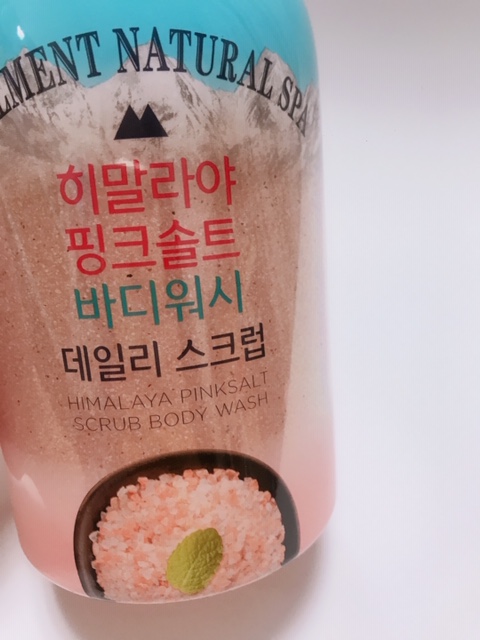 NATURAL SPA
히말라야
핑크솔트
바디워시
데일리 스크럽
HIMALAYA PINKSALT
SCRUB BODY WASH